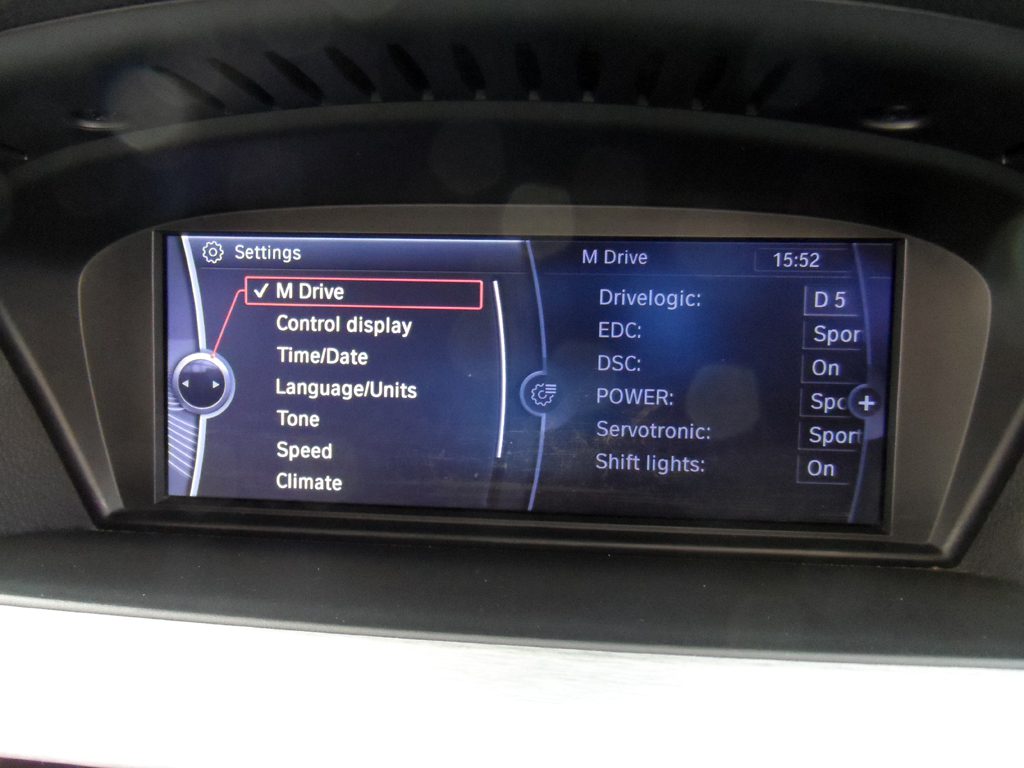 Settings
M Drive
Control display
Time/Date
Language/Units
Tone
Speed
Climate
M Drive 15:52
Drivelogic: D 5
EDC: Spor
DSC: On
POWER: Spo
Servotronic: Sport
Shift lights: On